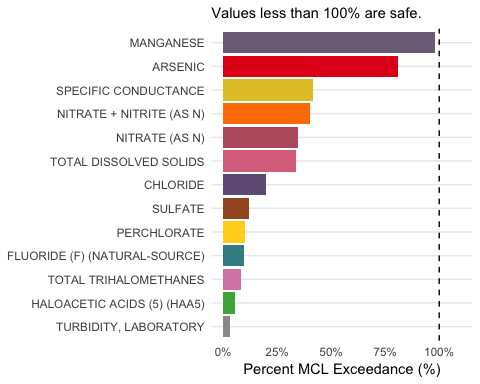 Values less than 100% are safe.
MANGANESE
ARSENIC
SPECIFIC CONDUCTANCE
NITRATE + NITRITE (AS N)
NITRATE (AS N)
TOTAL DISSOLVED SOLIDS
CHLORIDE
SULFATE
PERCHLORATE
FLUORIDE (F) (NATURAL-SOURCE)
TOTAL TRIHALOMETHANES
HALOACETIC ACIDS (5) (HAA5)
TURBIDITY, LABORATORY
0% 25% 50% 75% 100%
Percent MCL Exceedance (%)